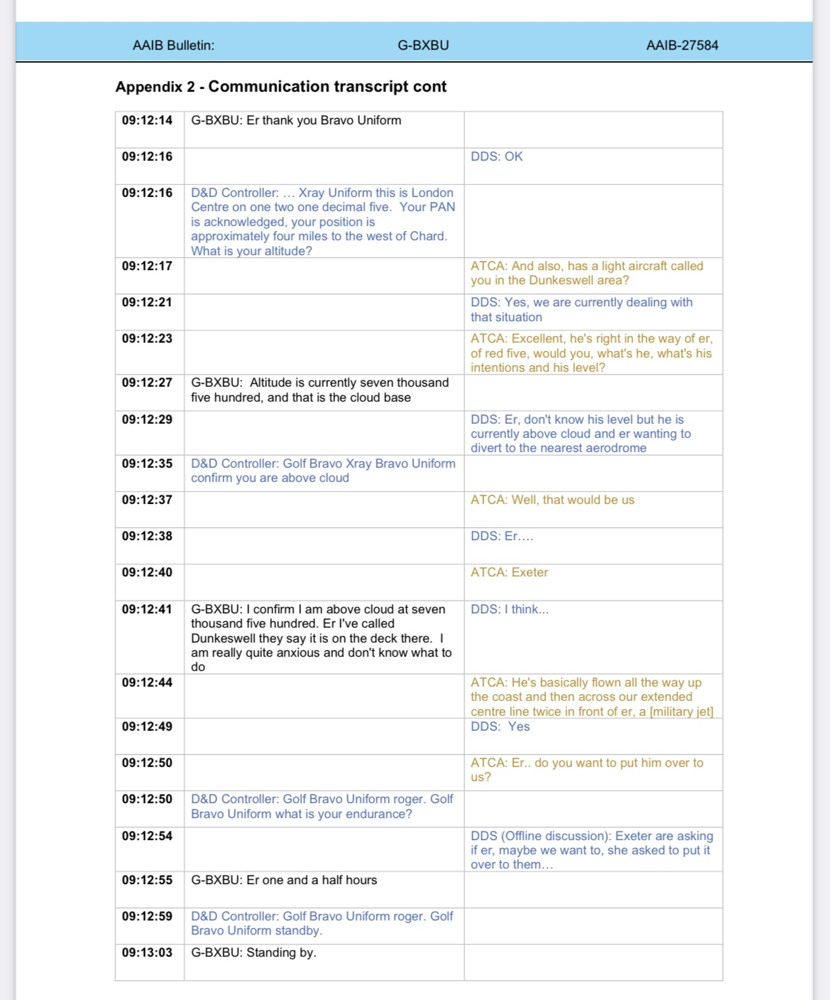 AAIB Bulletin: G-BXBU AAIB-27584
Appendix 2 - Communication transcript cont
09:12:14 G-BXBU: Er thank you Bravo Uniform
09:12:16 DDS: OK
09:12:16 D&D Controller: … Xray Uniform this is London
Centre on one two one decimal five.  Your PAN
is acknowledged, your position is
approximately four miles to the west of Chard.
What is your altitude?
09:12:17 ATCA: And also, has a light aircraft called
you in the Dunkeswell area?
09:12:21 DDS: Yes, we are currently dealing with
that situation
09:12:23 ATCA: Excellent, he's right in the way of er,
of red five, would you, what's he, what's his
intentions and his level?
09:12:27 G-BXBU:  Altitude is currently seven thousand
five hundred, and that is the cloud base
09:12:29 DDS: Er, don't know his level but he is
currently above cloud and er wanting to
divert to the nearest aerodrome
09:12:35 D&D Controller: Golf Bravo Xray Bravo Uniform
confirm you are above cloud
09:12:37 ATCA: Well, that would be us
09:12:38 DDS: Er….
09:12:40 ATCA: Exeter
09:12:41 G-BXBU: I confirm I am above cloud at seven
thousand five hundred. Er I've called
Dunkeswell they say it is on the deck there.  I
am really quite anxious and don't know what to
do
DDS: I think...
09:12:44 ATCA: He's basically flown all the way up
the coast and then across our extended
centre line twice in front of er, a [military jet]
09:12:49 DDS:  Yes
09:12:50 ATCA: Er.. do you want to put him over to
us?
09:12:50 D&D Controller: Golf Bravo Uniform roger. Golf
Bravo Uniform what is your endurance?
09:12:54 DDS (Offline discussion): Exeter are asking
if er, maybe we want to, she asked to put it
over to them…
09:12:55 G-BXBU: Er one and a half hours
09:12:59 D&D Controller: Golf Bravo Uniform roger. Golf
Bravo Uniform standby.
09:13:03 G-BXBU: Standing by.